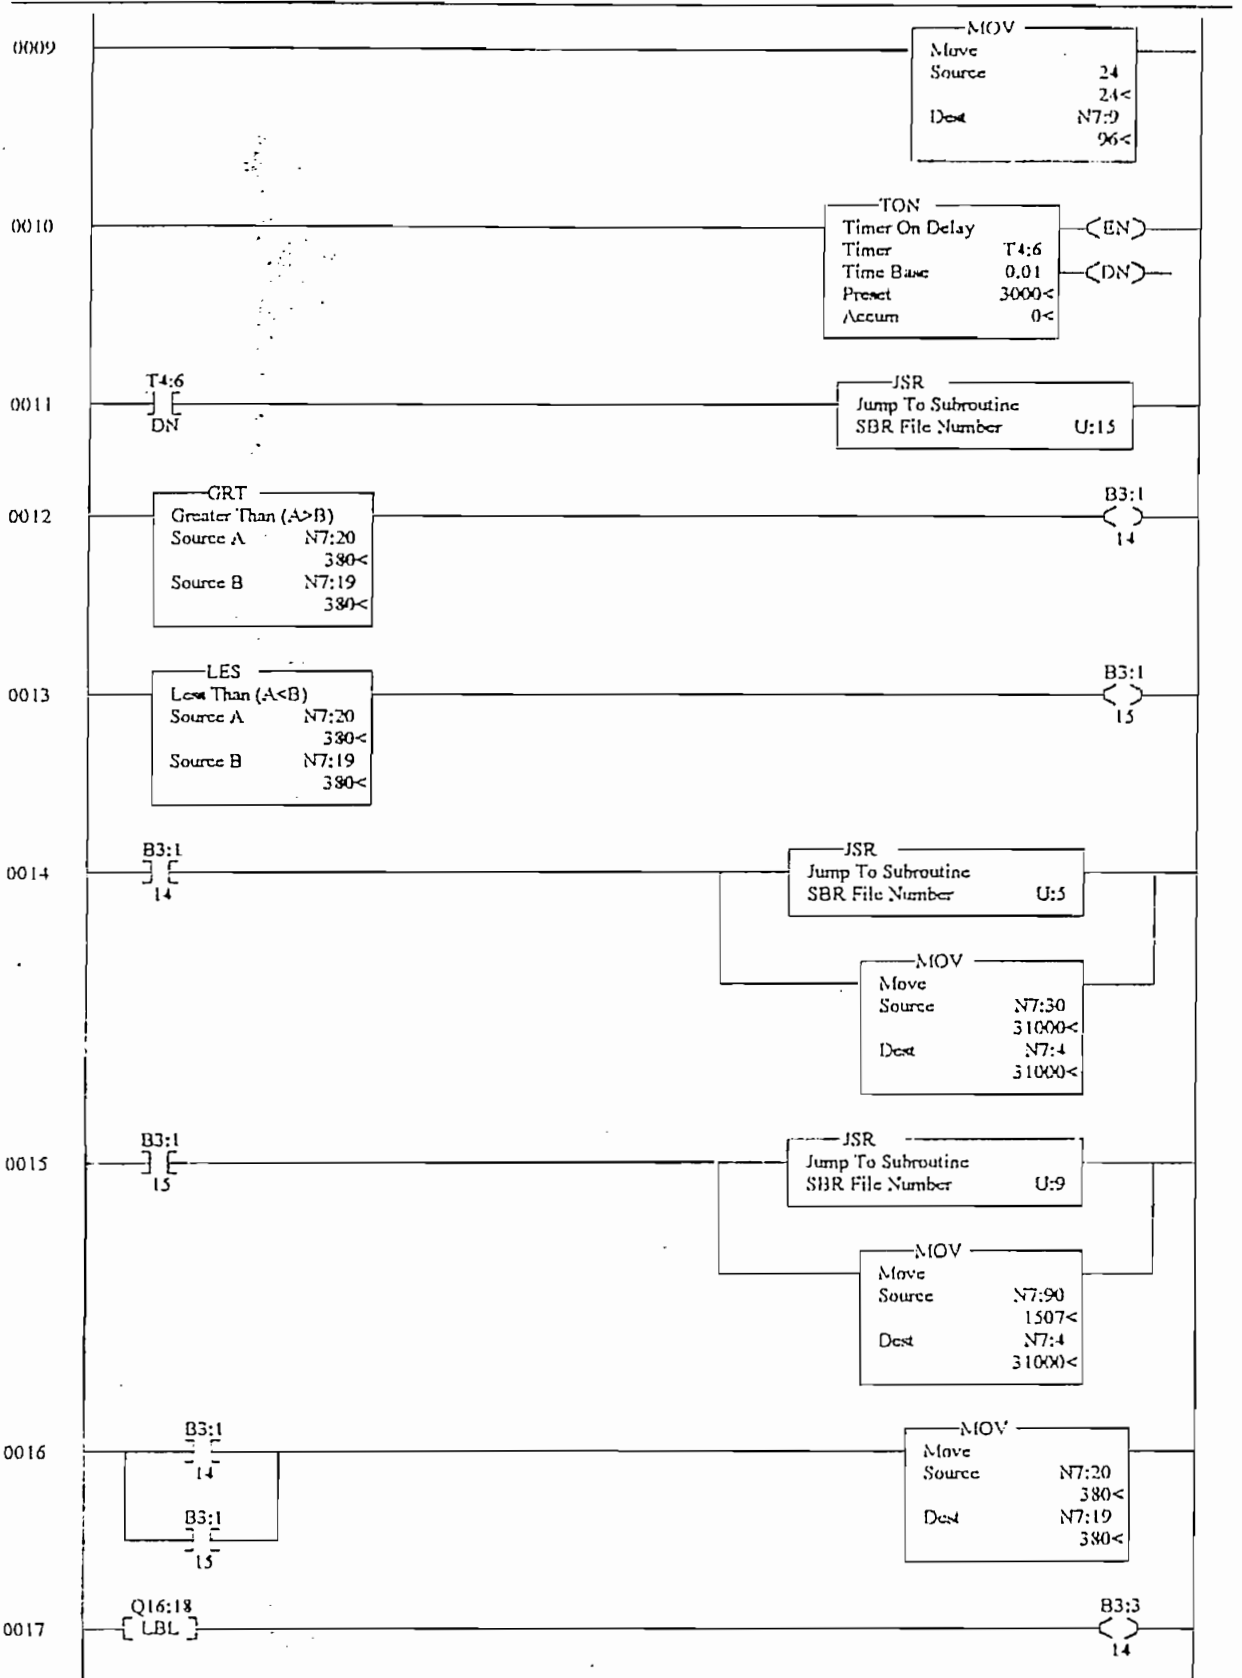 MOV
0009
Move
Source 24
24<
Dest N7:9
96<
TON
0010
Timer On Delay (EN)
Timer T4:6
Time Base 0.01 (DN)
Preset 3000<
Accum 0<
T4:6
JSR
0011
Jump To Subroutine
DN
SBR File Number U:15
GRT
B3:1
0012
Greater Than (A>B)
Source A N7:20
14
380<
Source B N7:19
380<
LES
B3:1
0013
Less Than (A<B)
Source A N7:20
15
380<
Source B N7:19
380<
B3:1
JSR
0014
Jump To Subroutine
14
SBR File Number U:5
MOV
Move
Source N7:30
31000<
Dest N7:4
31000<
B3:1
JSR
0015
Jump To Subroutine
15
SBR File Number U:9
MOV
Move
Source N7:90
1507<
Dest N7:4
31000<
B3:1
MOV
0016
Move
14
Source N7:20
380<
B3:1
Dest N7:19
380<
15
Q16:18
B3:3
0017
LBL
14